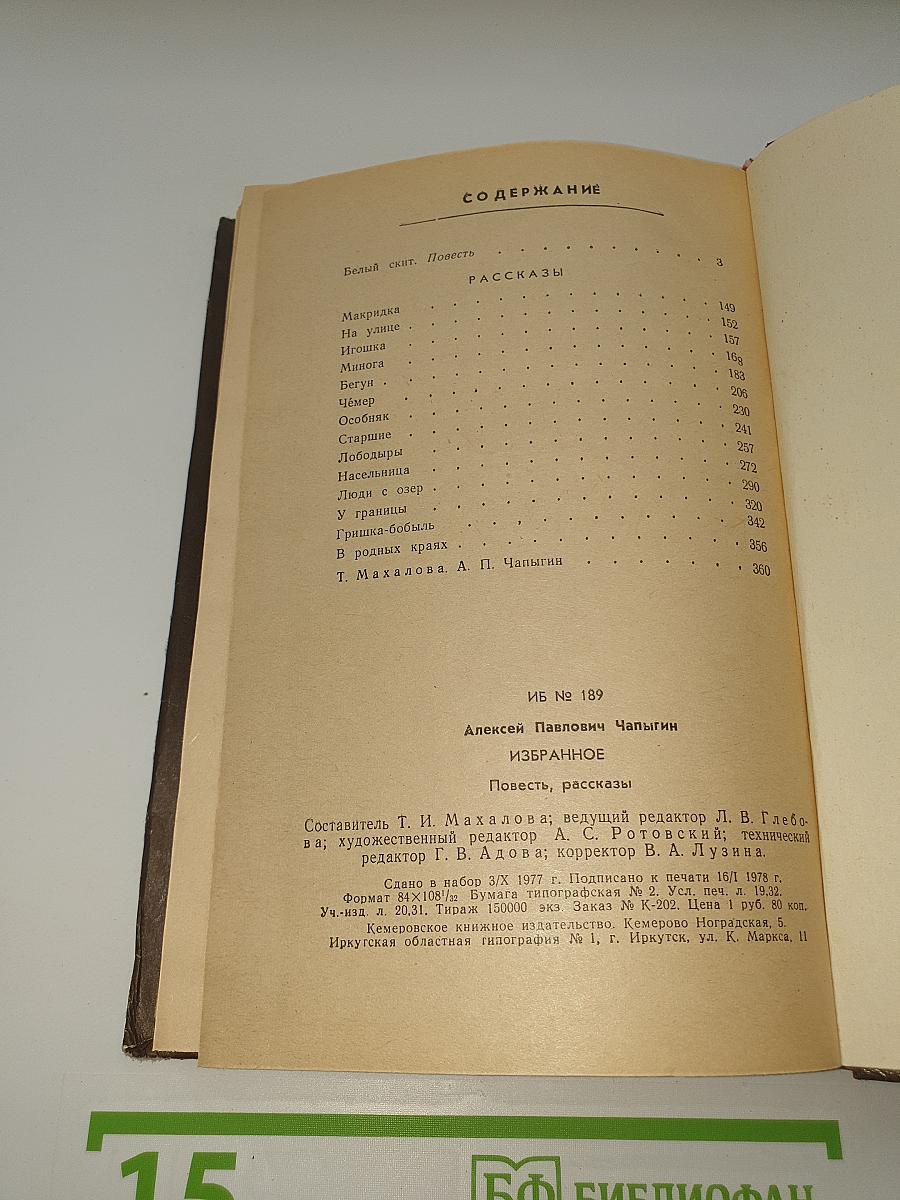 СОДЕРЖАНИЕ
Белый скит. Повесть . . . . . . . . 3
РАССКАЗЫ
Макридка . . . . . . . . . . 149
На улице . . . . . . . . . . 152
Игошка . . . . . . . . . . 157
Минога . . . . . . . . . . 168
Бегун . . . . . . . . . . 183
Чéмер . . . . . . . . . . 206
Особняк . . . . . . . . . . 230
Старшие . . . . . . . . . . 241
Лободыры . . . . . . . . . . 257
Насельница . . . . . . . . . . 272
Люди с озер . . . . . . . . . . 290
У границы . . . . . . . . . . 320
Гришка-бобыль . . . . . . . . . 342
В родных краях . . . . . . . . . 356
Т. Махалова. А. П. Чапыгин . . . . . . 360
ИБ № 189
Алексей Павлович Чапыгин
ИЗБРАННОЕ
Повесть, рассказы
Составитель Т. И. Махалова; ведущий редактор Л. В. Глебо-
ва; художественный редактор А. С. Ротовский; технический
редактор Г. В. Адова; корректор В. А. Лузина.
Сдано в набор 3/X 1977 г. Подписано к печати 16/I 1978 г.
Формат 84×108¹/₃₂ Бумага типографская № 2. Усл. печ. л. 19,32.
Уч.-изд. л. 20,31. Тираж 150000 экз. Заказ № К-202. Цена 1 руб. 80 коп.
Кемеровское книжное издательство. Кемерово Ноградская, 5.
Иркутская областная типография № 1, г. Иркутск, ул. К. Маркса, 11
15
БФ БИБЛИОФАН